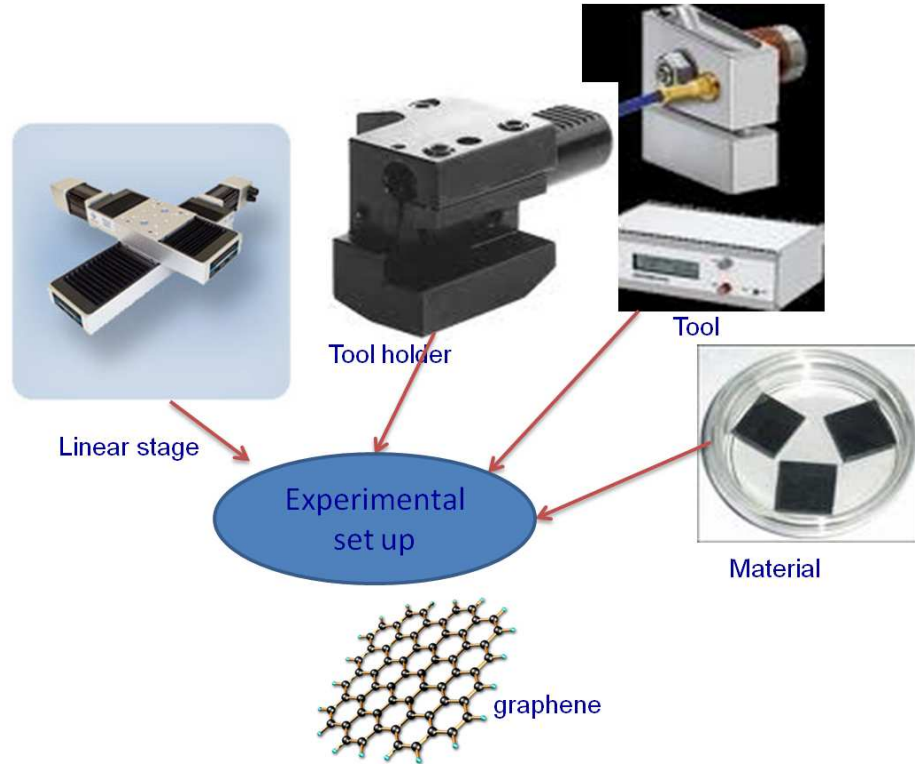 Tool
Tool holder
Linear stage
Experimental
set up
Material
graphene